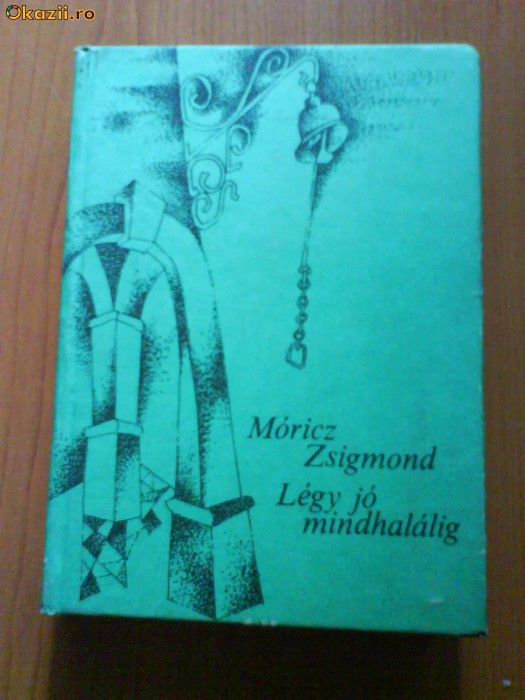 Okazii.ro
Móricz
Zsigmond
Légy jó
mindhalálig